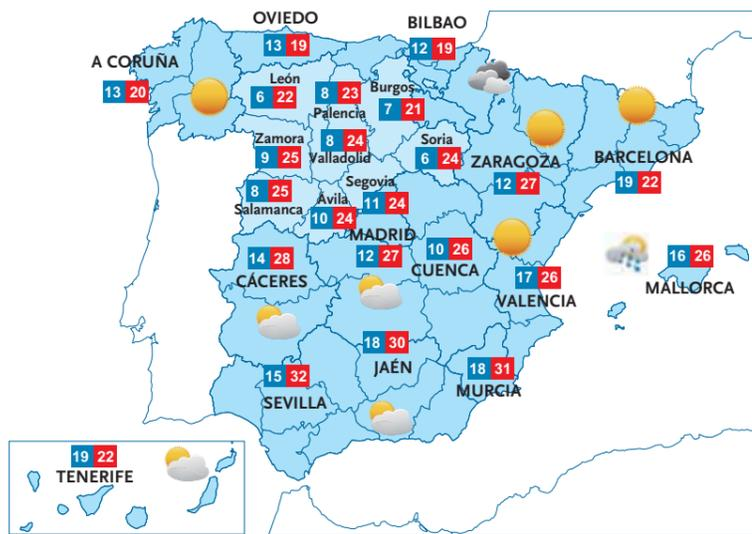 OVIEDO
13 19
BILBAO
12 19
A CORUÑA
13 20
León
6 22
8 23
Palencia
Burgos
7 21
Zamora
9 25
8 24
Valladolid
Soria
6 24
ZARAGOZA
12 27
BARCELONA
19 22
8 25
Salamanca
Ávila
10 24
Segovia
11 24
MADRID
12 27
10 26
CUENCA
14 28
CÁCERES
17 26
VALENCIA
16 26
MALLORCA
18 30
JAÉN
15 32
SEVILLA
18 31
MURCIA
19 22
TENERIFE